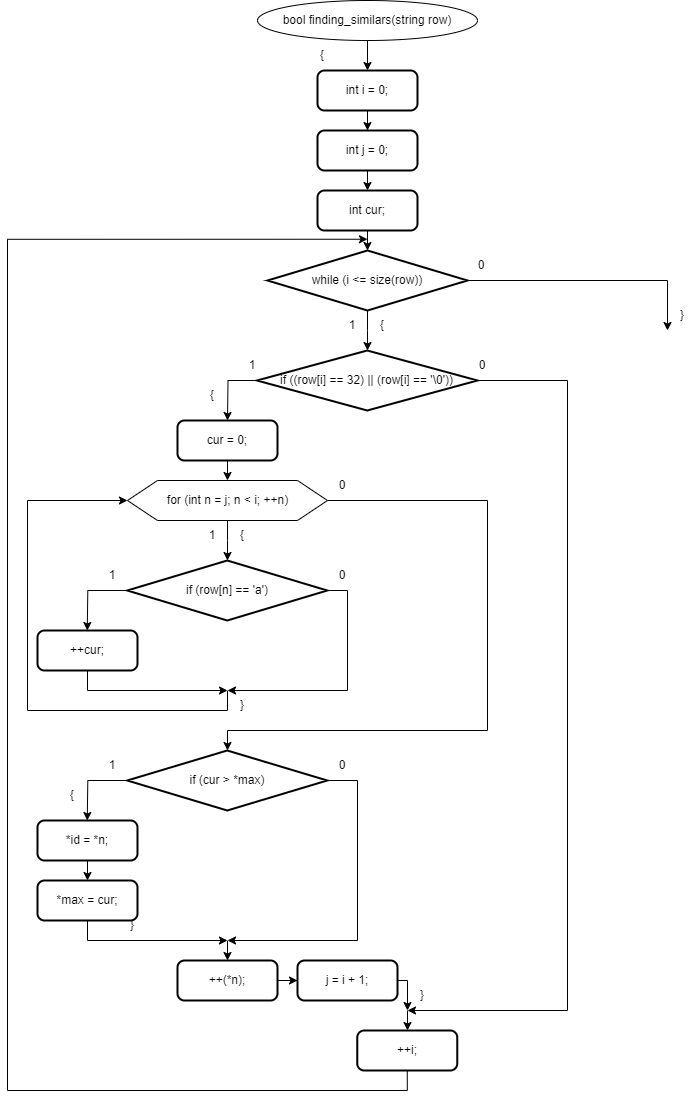 bool finding_similars(string row)
{
int i = 0;
int j = 0;
int cur;
while (i <= size(row))
0
}
1 {
if ((row[i] == 32) || (row[i] == '\0'))
1
0
{
cur = 0;
for (int n = j; n < i; ++n)
0
1 {
if (row[n] == 'a')
1
0
++cur;
}
if (cur > *max)
1
0
{
*id = *n;
*max = cur;
}
++(*n);
j = i + 1;
}
++i;